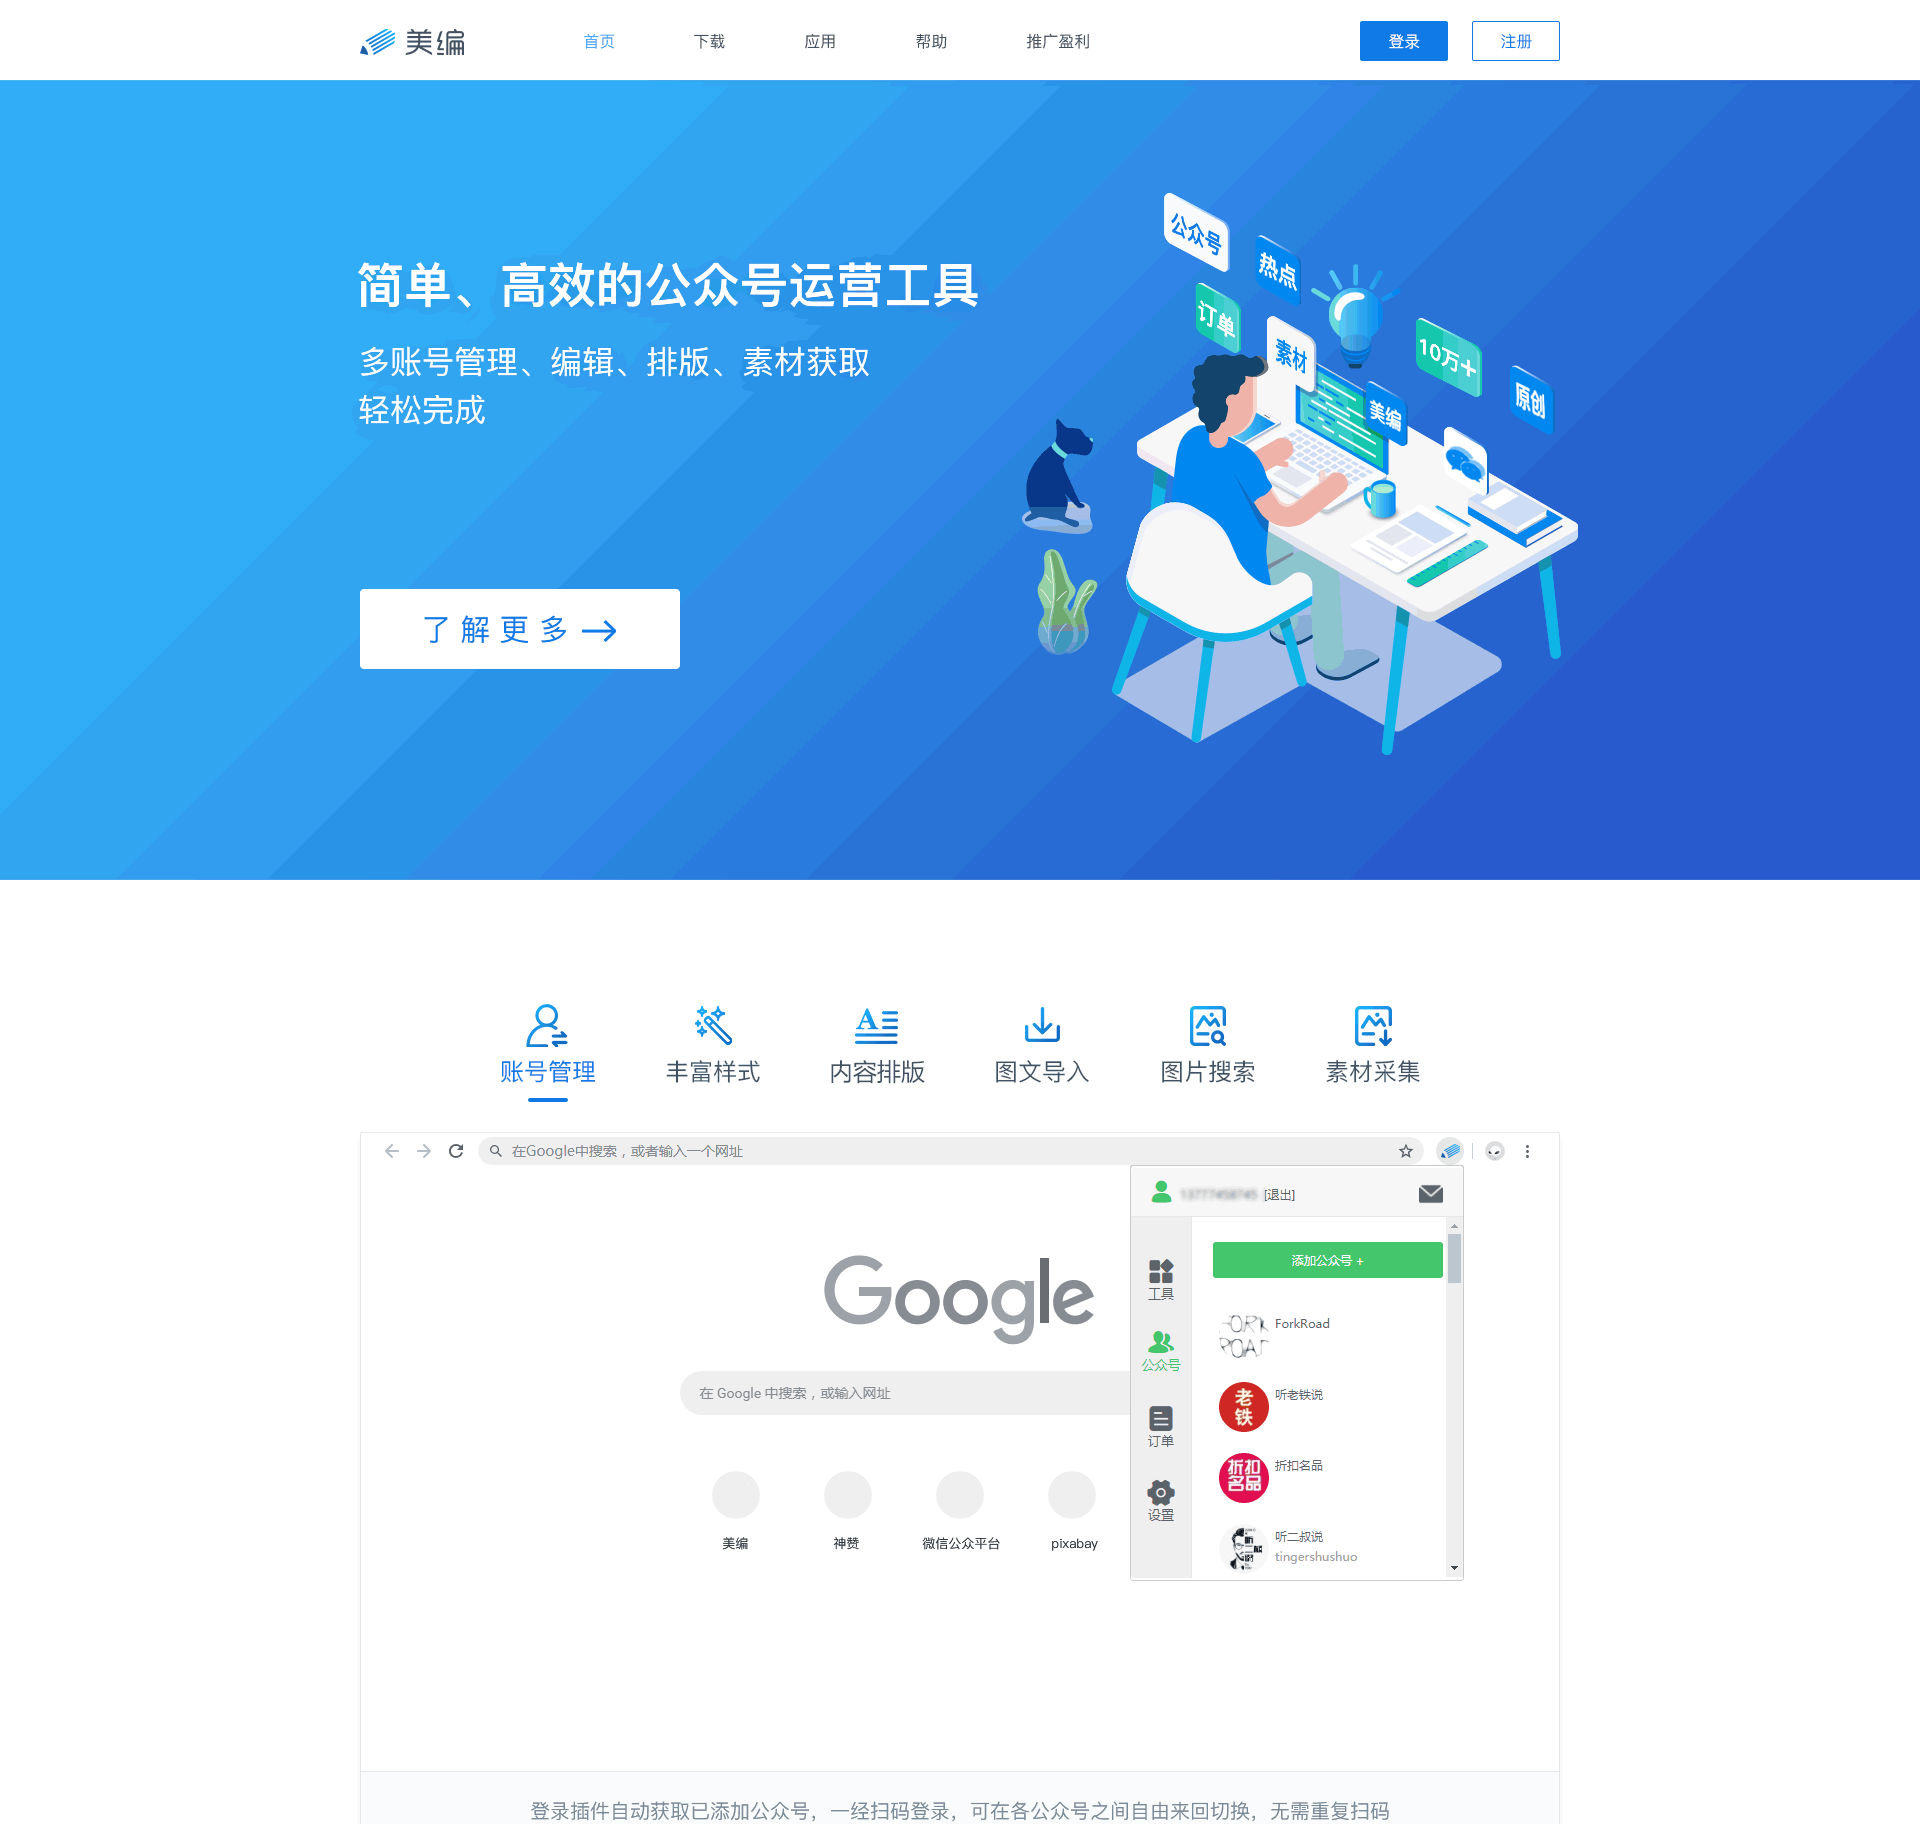 美编
首页
下载
应用
帮助
推广盈利
登录
注册
简单、高效的公众号运营工具
多账号管理、编辑、排版、素材获取
轻松完成
了解更多
公众号
热点
订单
素材
10万+
美编
原创
账号管理
丰富样式
内容排版
图文导入
图片搜索
素材采集
在Google中搜索，或者输入一个网址
[退出]
Google
在 Google 中搜索，或输入网址
美编
神赞
微信公众平台
pixabay
工具
公众号
订单
设置
添加公众号 +
FORK
ROAD
ForkRoad
老
铁
听老铁说
折扣
名品
折扣名品
听二叔说
tingershushuo
登录插件自动获取已添加公众号，一经扫码登录，可在各公众号之间自由来回切换，无需重复扫码